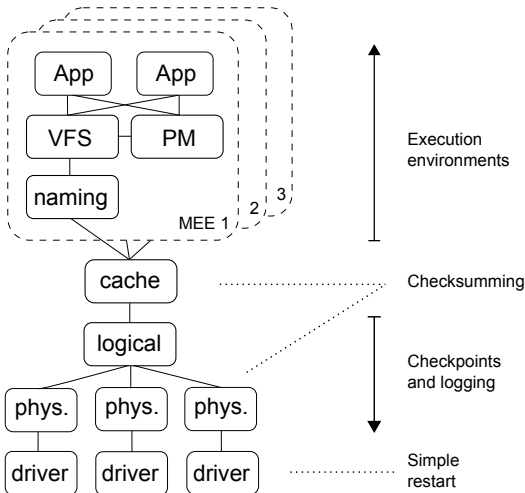 App App
VFS PM
naming
MEE 1
2
3
Execution
environments
cache
Checksumming
logical
Checkpoints
and logging
phys. phys. phys.
driver driver driver
Simple
restart